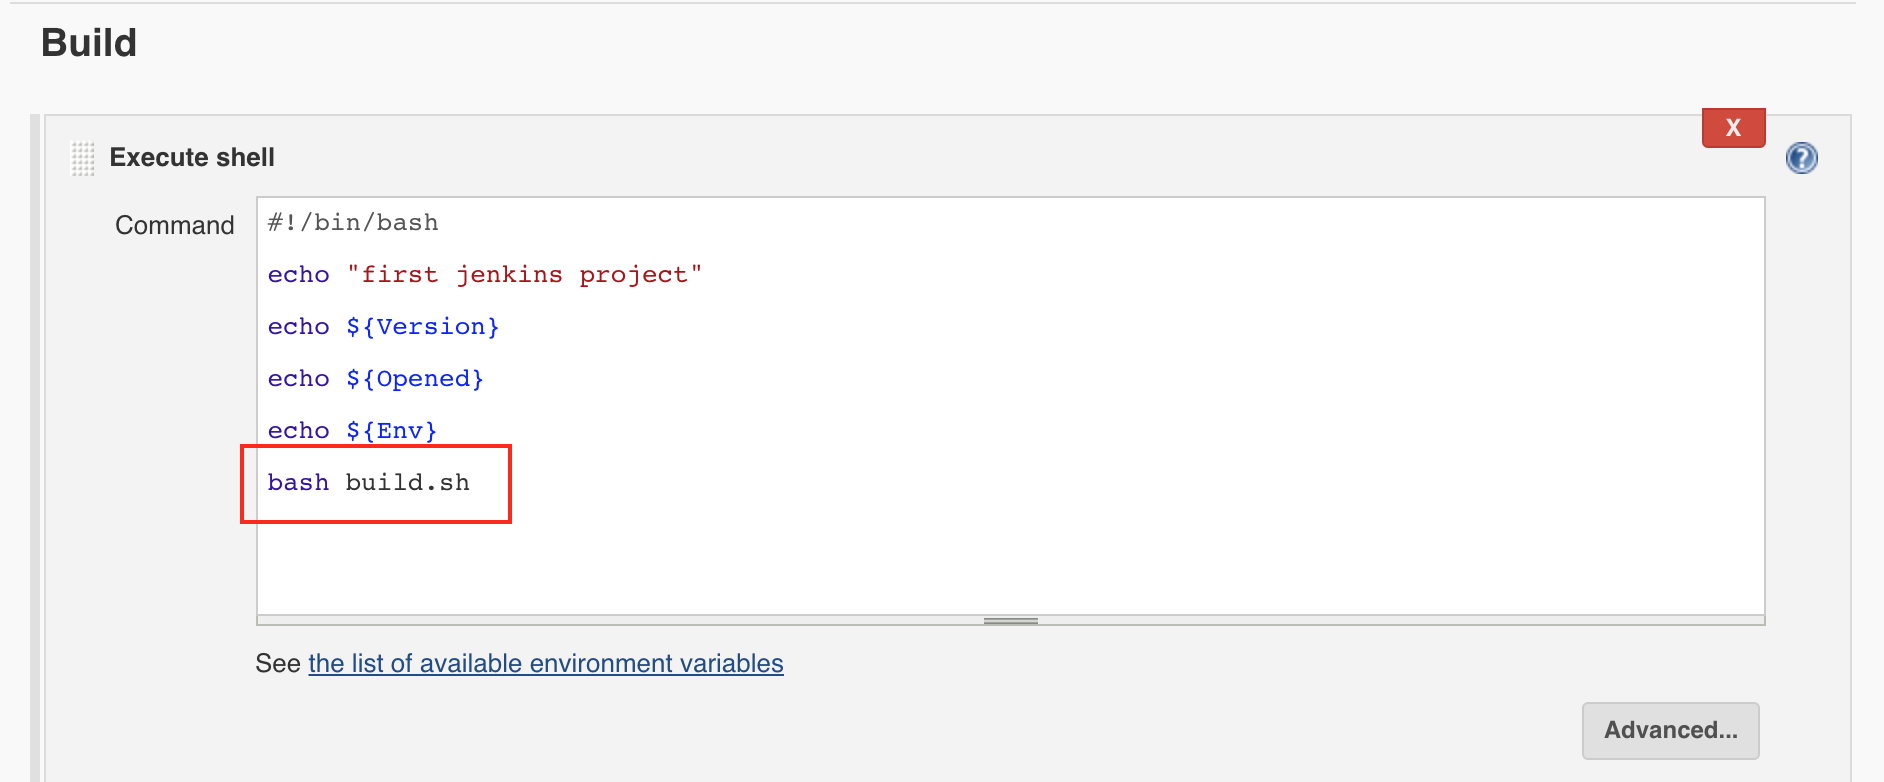 Build
X
Execute shell
?
Command
#!/bin/bash
echo "first jenkins project"
echo ${Version}
echo ${Opened}
echo ${Env}
bash build.sh
See the list of available environment variables
Advanced...